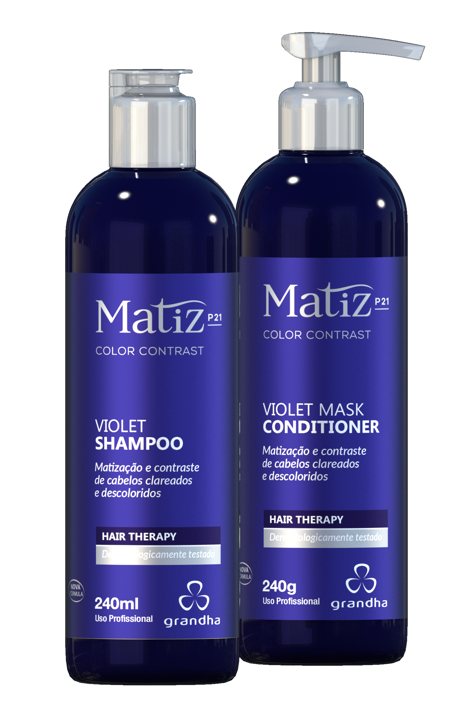 Matiz P21
COLOR CONTRAST
VIOLET
SHAMPOO
Matização e contraste
de cabelos clareados
e descoloridos
HAIR THERAPY
Dermatologicamente testado
NOVA
FÓRMULA
240ml
Uso Profissional
grandha
Matiz P21
COLOR CONTRAST
VIOLET MASK
CONDITIONER
Matização e contraste
de cabelos clareados
e descoloridos
HAIR THERAPY
Dermatologicamente testado
240g
Uso Profissional
grandha